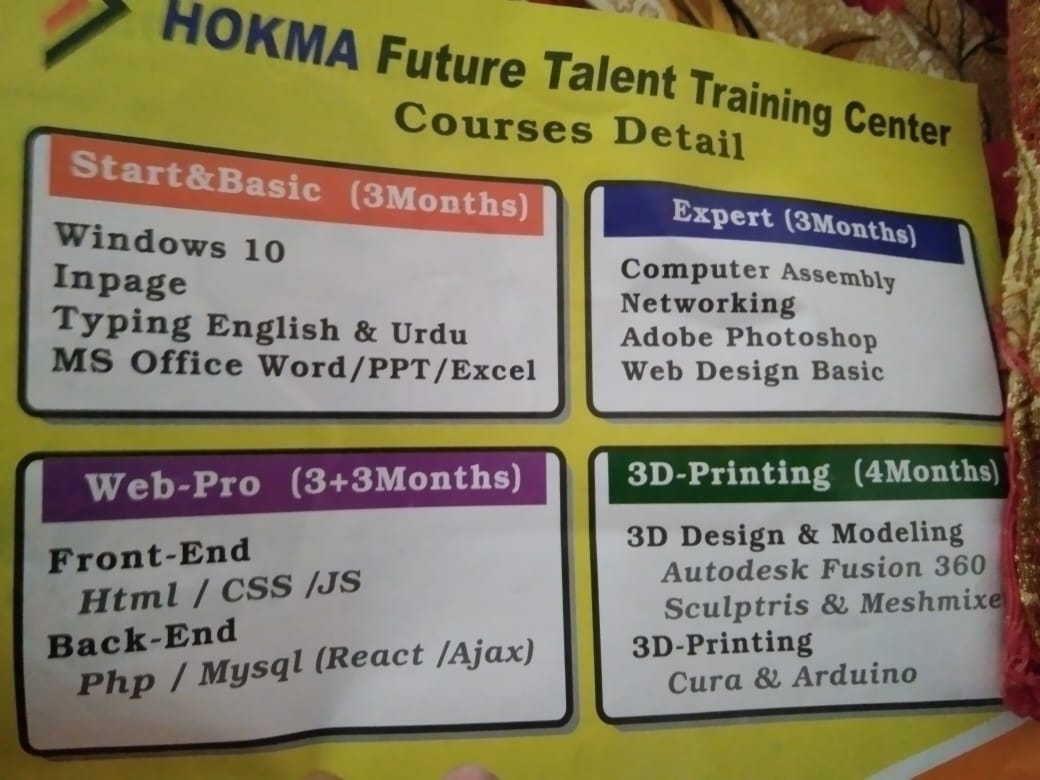 HOKMA Future Talent Training Center
Courses Detail
Start&Basic (3Months)
Windows 10
Inpage
Typing English & Urdu
MS Office Word/PPT/Excel
Expert (3Months)
Computer Assembly
Networking
Adobe Photoshop
Web Design Basic
Web-Pro (3+3Months)
Front-End
Html / CSS /JS
Back-End
Php / Mysql (React /Ajax)
3D-Printing (4Months)
3D Design & Modeling
Autodesk Fusion 360
Sculptris & Meshmixe
3D-Printing
Cura & Arduino